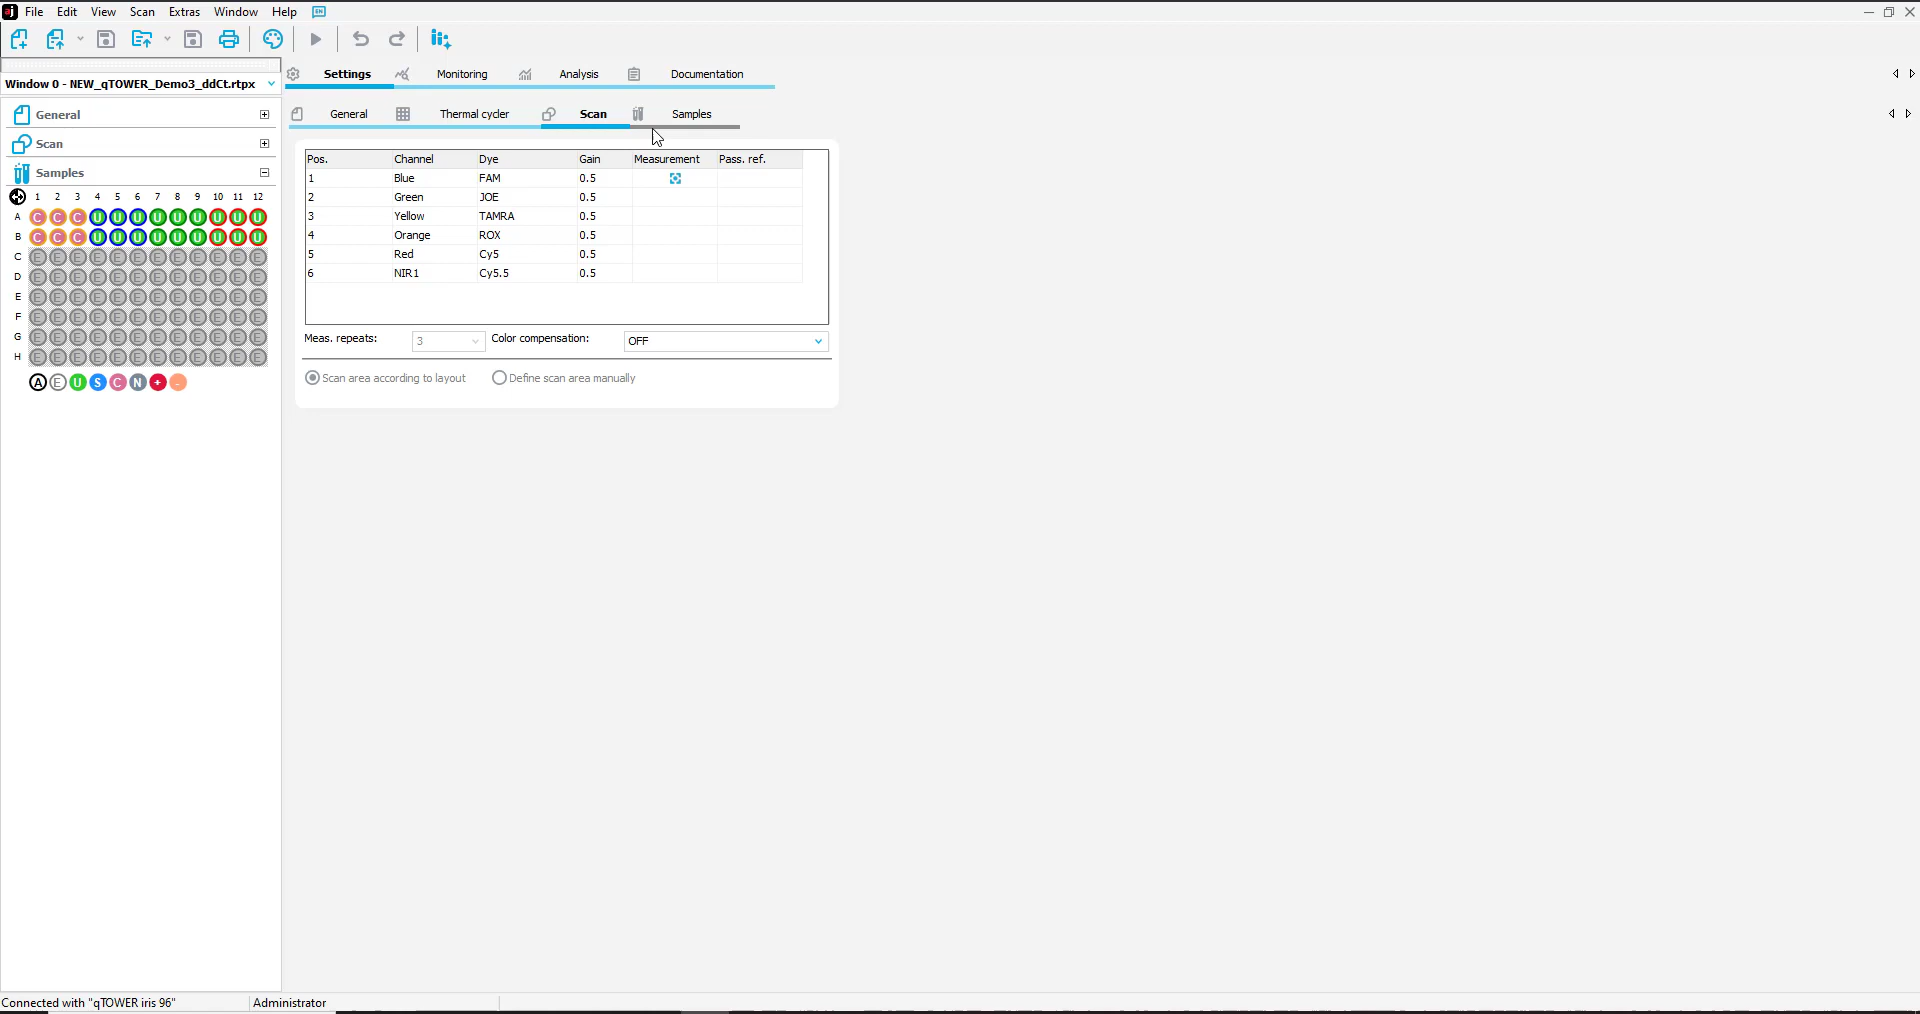 aj File Edit View Scan Extras Window Help EN
Window 0 - NEW_qTOWER_Demo3_ddCt.rtpx
Settings Monitoring Analysis Documentation
General Thermal cycler Scan Samples
General
Scan
Samples
1 2 3 4 5 6 7 8 9 10 11 12
A C C C U U U U U U U U U
B C C C U U U U U U U U U
C E E E E E E E E E E E E
D E E E E E E E E E E E E
E E E E E E E E E E E E E
F E E E E E E E E E E E E
G E E E E E E E E E E E E
H E E E E E E E E E E E E
A E U S C N + -
Pos. Channel Dye Gain Measurement Pass. ref.
1 Blue FAM 0.5
2 Green JOE 0.5
3 Yellow TAMRA 0.5
4 Orange ROX 0.5
5 Red Cy5 0.5
6 NIR1 Cy5.5 0.5
Meas. repeats: 3 Color compensation: OFF
Scan area according to layout Define scan area manually
Connected with "qTOWER iris 96" Administrator